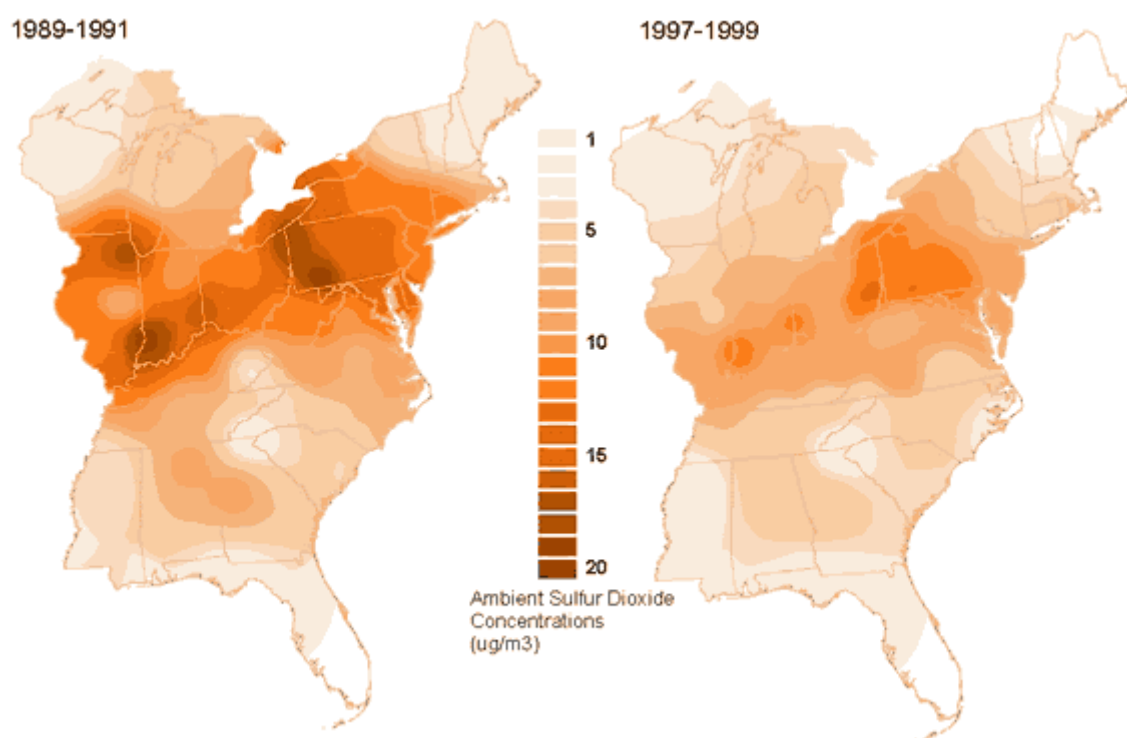 1989-1991
1997-1999
1
5
10
15
20
Ambient Sulfur Dioxide
Concentrations
(ug/m3)